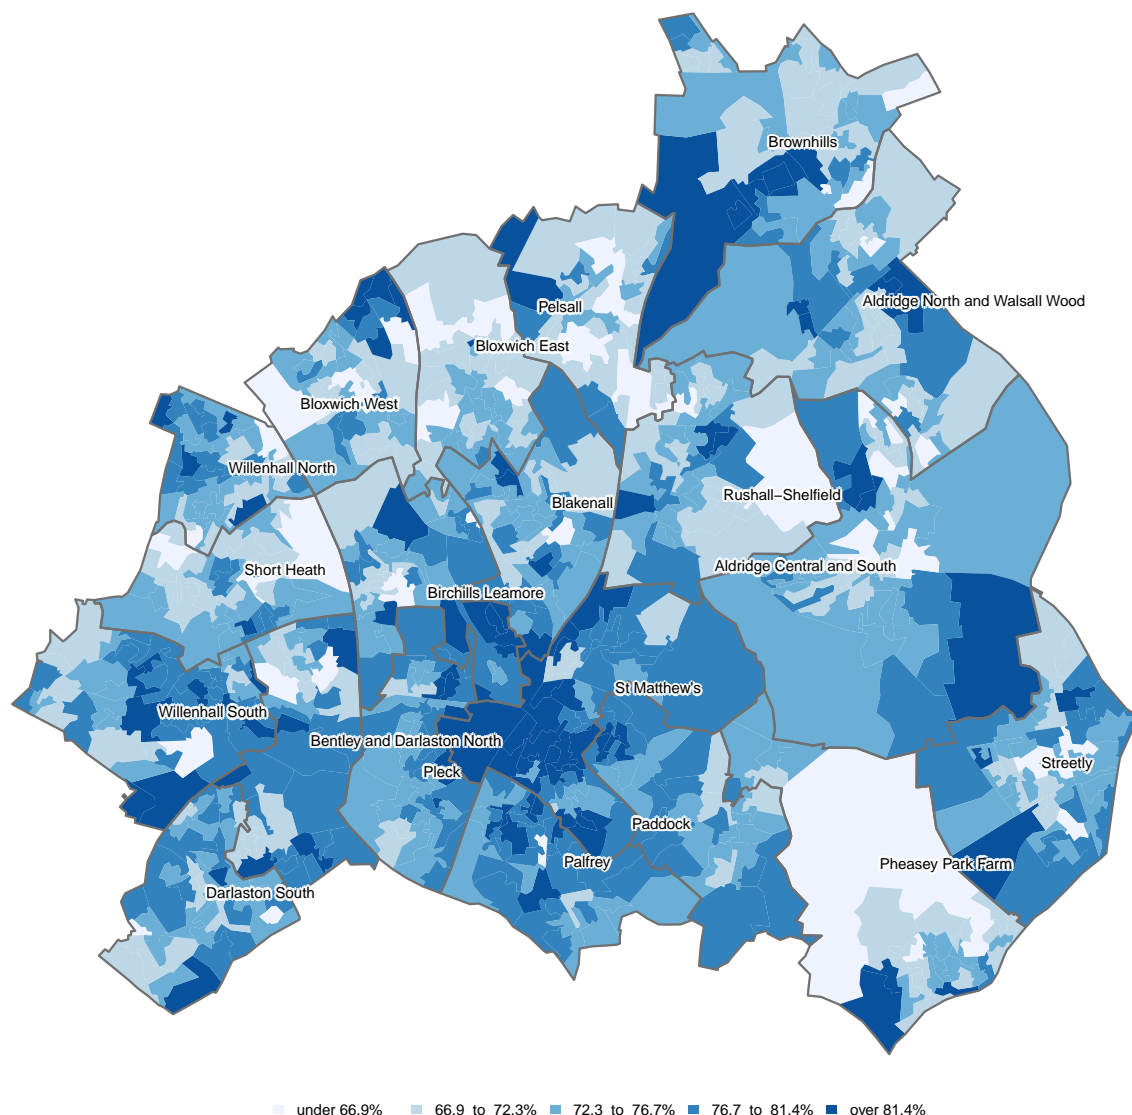 Brownhills
Aldridge North and Walsall Wood
Pelsall
Bloxwich East
Bloxwich West
Willenhall North
Rushall−Shelfield
Blakenall
Aldridge Central and South
Short Heath
Birchills Leamore
St Matthew's
Willenhall South
Bentley and Darlaston North
Streetly
Pleck
Paddock
Palfrey
Pheasey Park Farm
Darlaston South
under 66.9% 66.9 to 72.3% 72.3 to 76.7% 76.7 to 81.4% over 81.4%